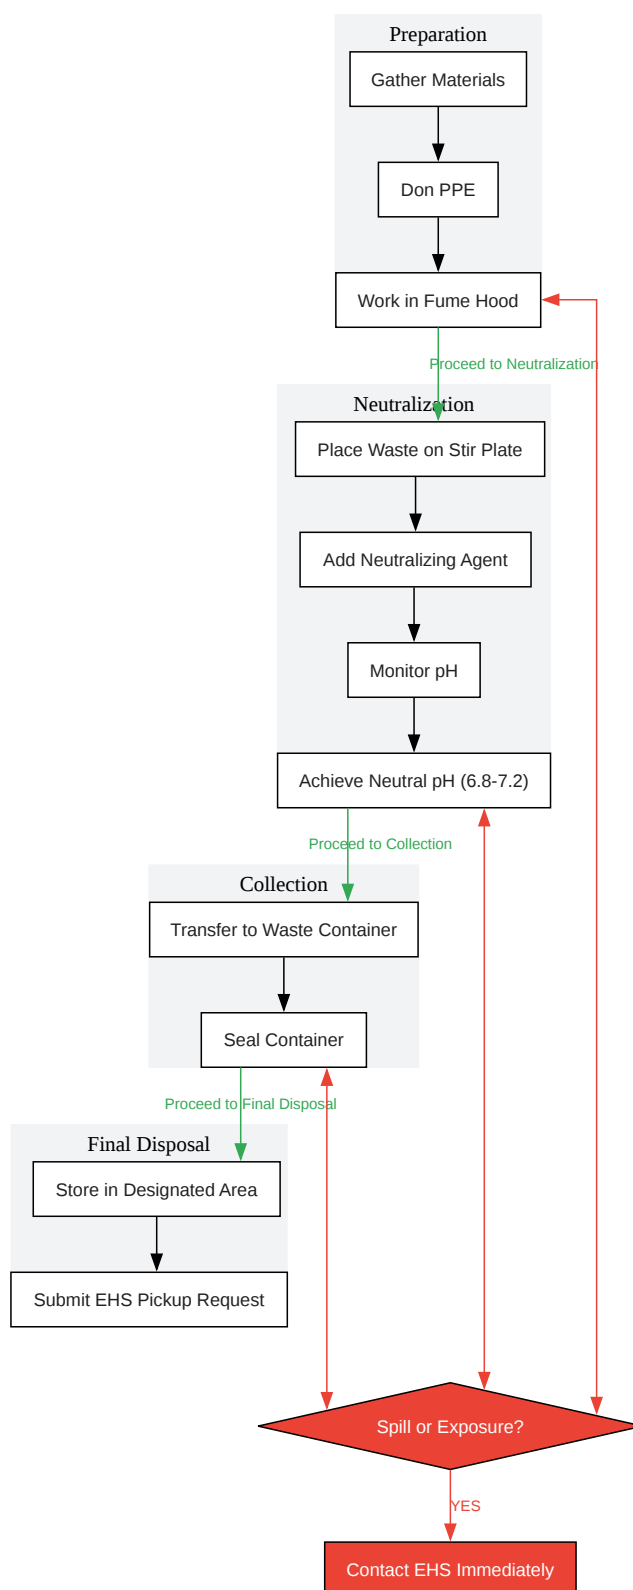 Preparation
Gather Materials
Don PPE
Work in Fume Hood
Proceed to Neutralization
Neutralization
Place Waste on Stir Plate
Add Neutralizing Agent
Monitor pH
Achieve Neutral pH (6.8-7.2)
Proceed to Collection
Collection
Transfer to Waste Container
Seal Container
Proceed to Final Disposal
Final Disposal
Store in Designated Area
Submit EHS Pickup Request
Spill or Exposure?
YES
Contact EHS Immediately